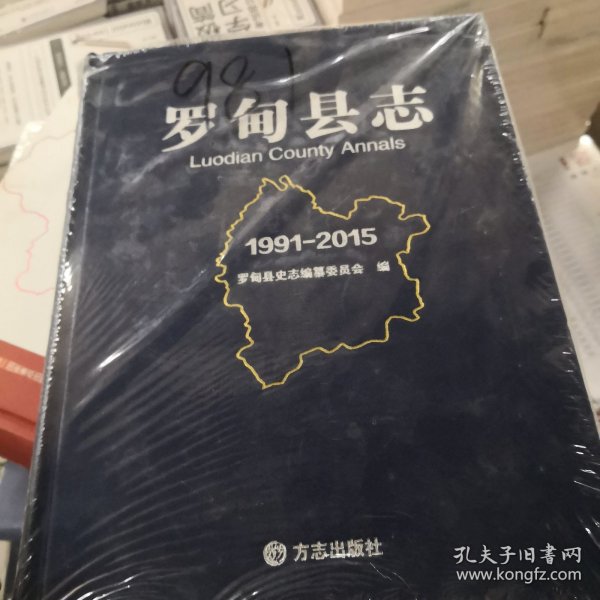 981
罗甸县志
Luodian County Annals
1991-2015
罗甸县史志编纂委员会 编
方志出版社
孔夫子旧书网
www.kongfz.com